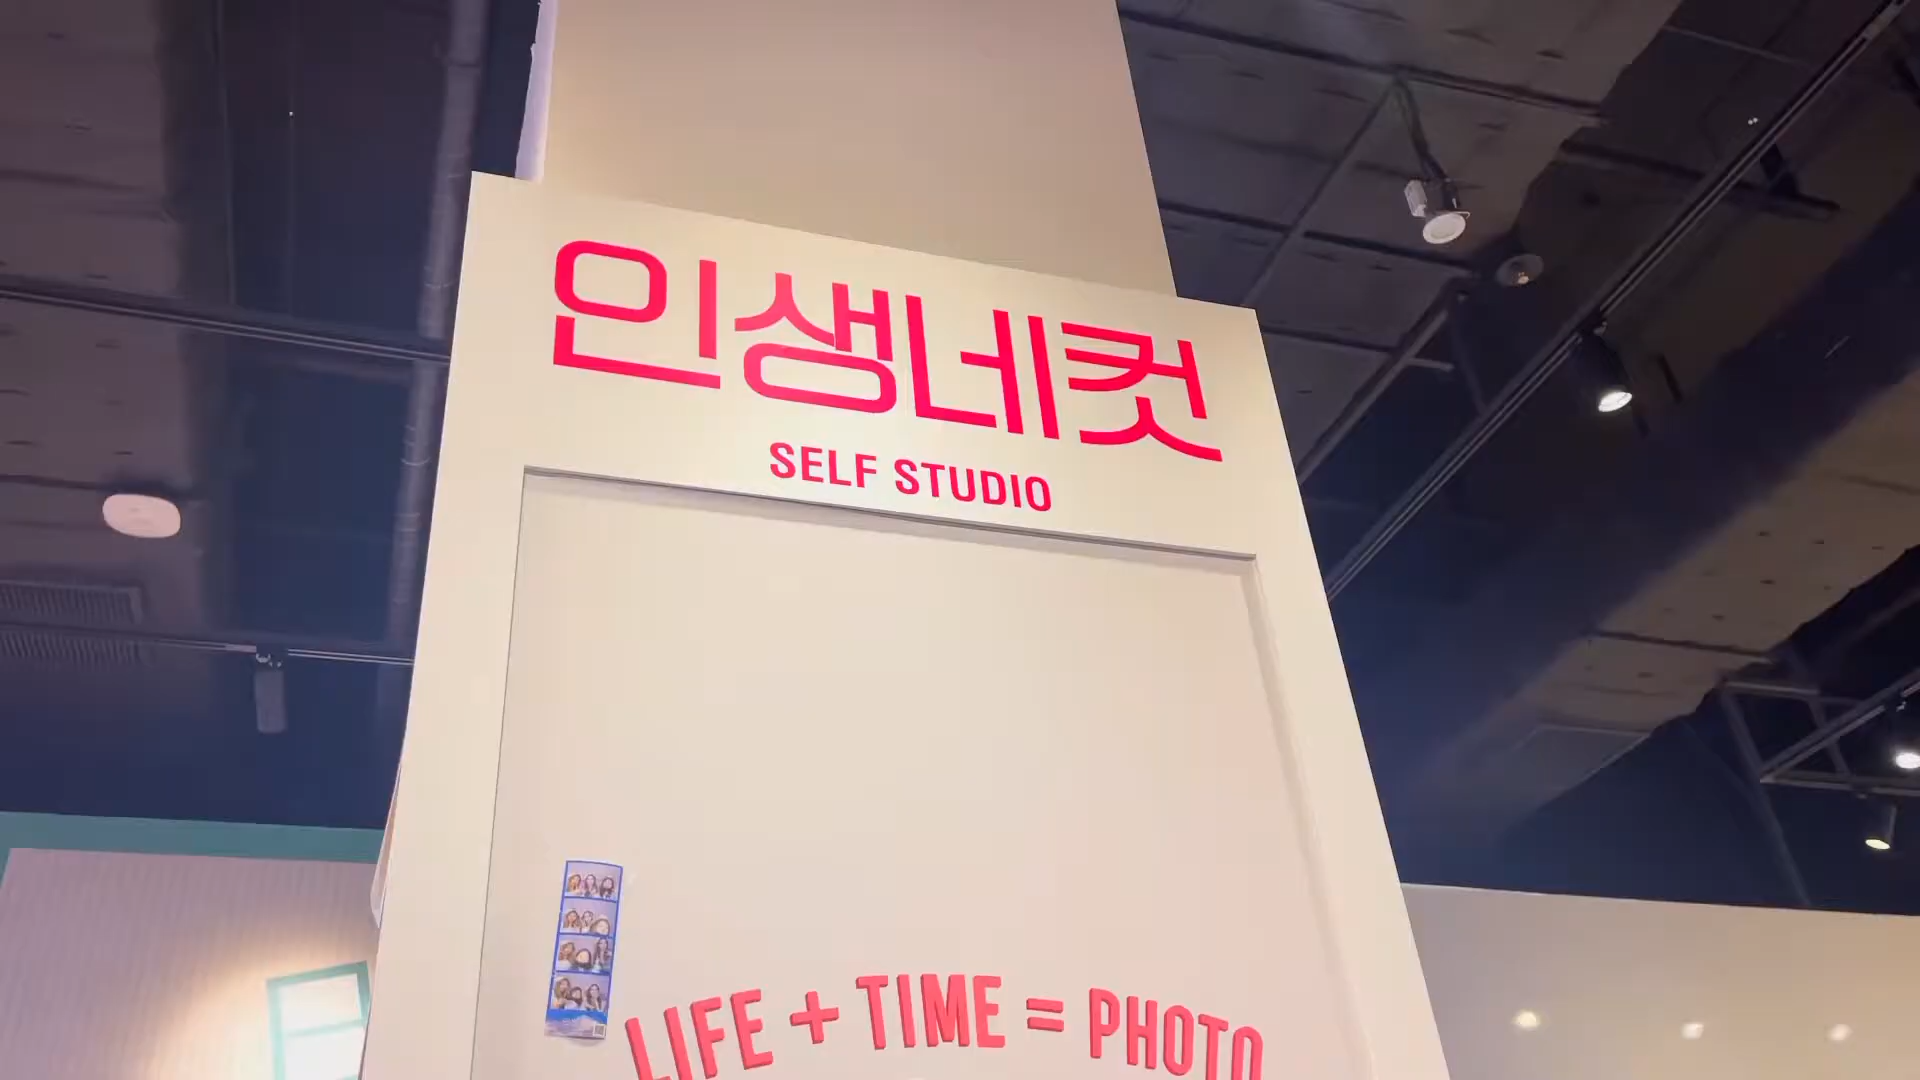 인생네컷
SELF STUDIO
LIFE + TIME = PHOTO